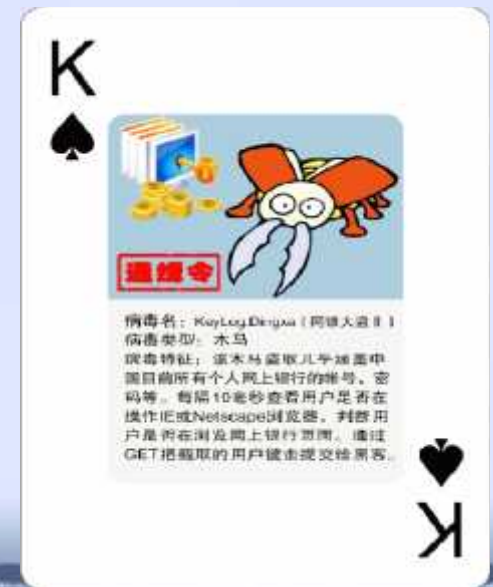 K
通缉令
病毒名：KeyLog.Dingxa（网银大盗Ⅱ）
病毒类型：木马
病毒特征：该木马盗取几乎涵盖中
国目前所有个人网上银行的帐号、密
码等。每隔10毫秒查看用户是否在
操作IE或Netscape浏览器，判断用
户是否在浏览网上银行页面，通过
GET把截取的用户键击提交给黑客。
K